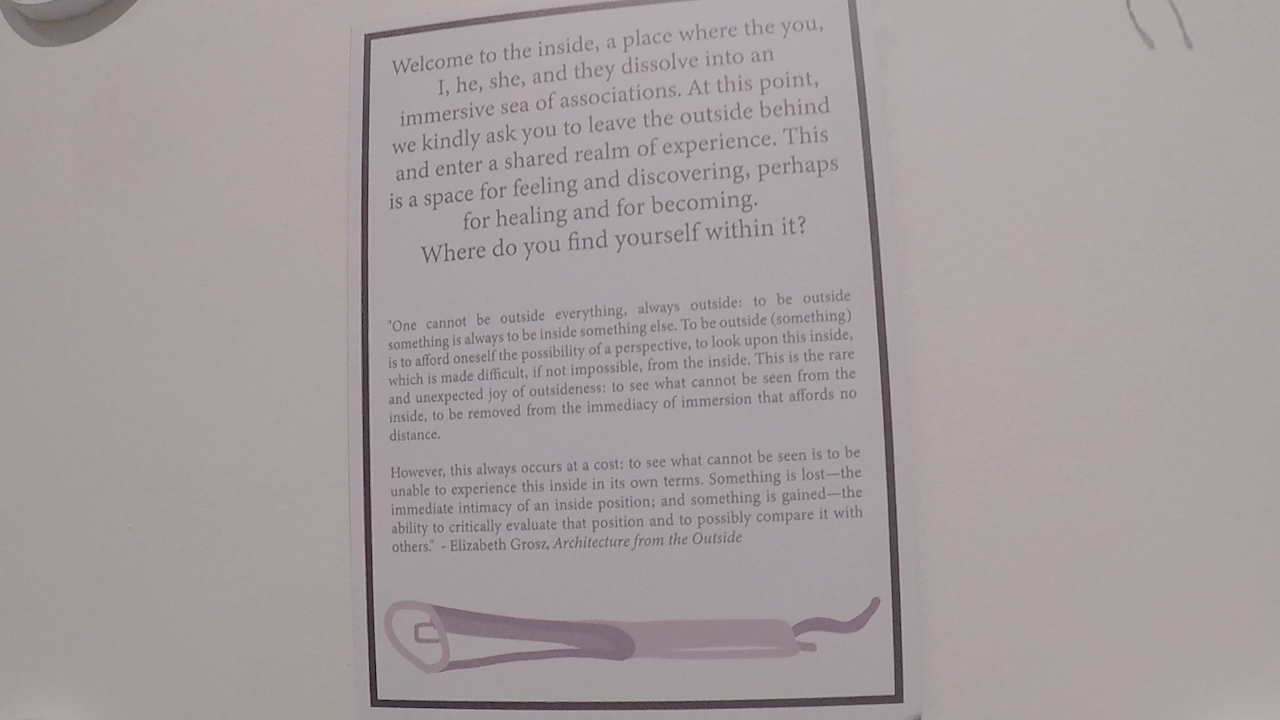 Welcome to the inside, a place where the you,
I, he, she, and they dissolve into an
immersive sea of associations. At this point,
we kindly ask you to leave the outside behind
and enter a shared realm of experience. This
is a space for feeling and discovering, perhaps
for healing and for becoming.
Where do you find yourself within it?
"One cannot be outside everything, always outside: to be outside
something is always to be inside something else. To be outside (something)
is to afford oneself the possibility of a perspective, to look upon this inside,
which is made difficult, if not impossible, from the inside. This is the rare
and unexpected joy of outsideness: to see what cannot be seen from the
inside, to be removed from the immediacy of immersion that affords no
distance.
However, this always occurs at a cost: to see what cannot be seen is to be
unable to experience this inside in its own terms. Something is lost—the
immediate intimacy of an inside position; and something is gained—the
ability to critically evaluate that position and to possibly compare it with
others." - Elizabeth Grosz, Architecture from the Outside